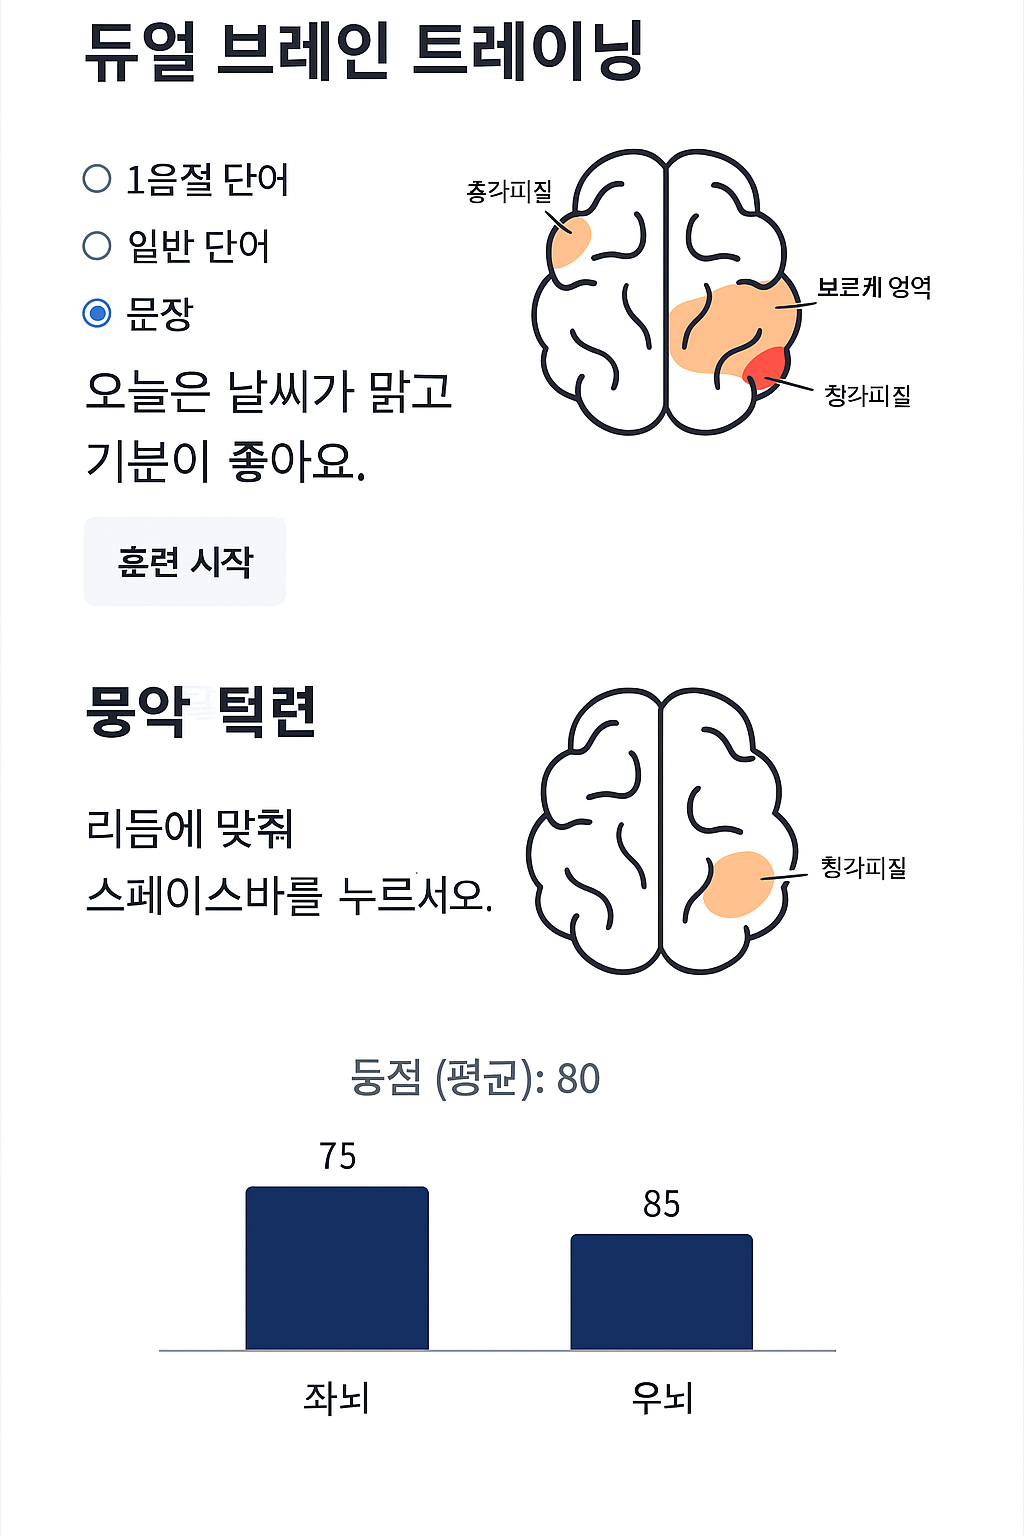 듀얼 브레인 트레이닝
1음절 단어
일반 단어
문장
오늘은 날씨가 맑고
기분이 좋아요.
훈련 시작
층각피질
보르케 영역
창각피질
뭉악 턼련
리듬에 맞춰
스페이스바를 누르서오.
칭각피질
둥점 (평균): 80
75
85
좌뇌
우뇌